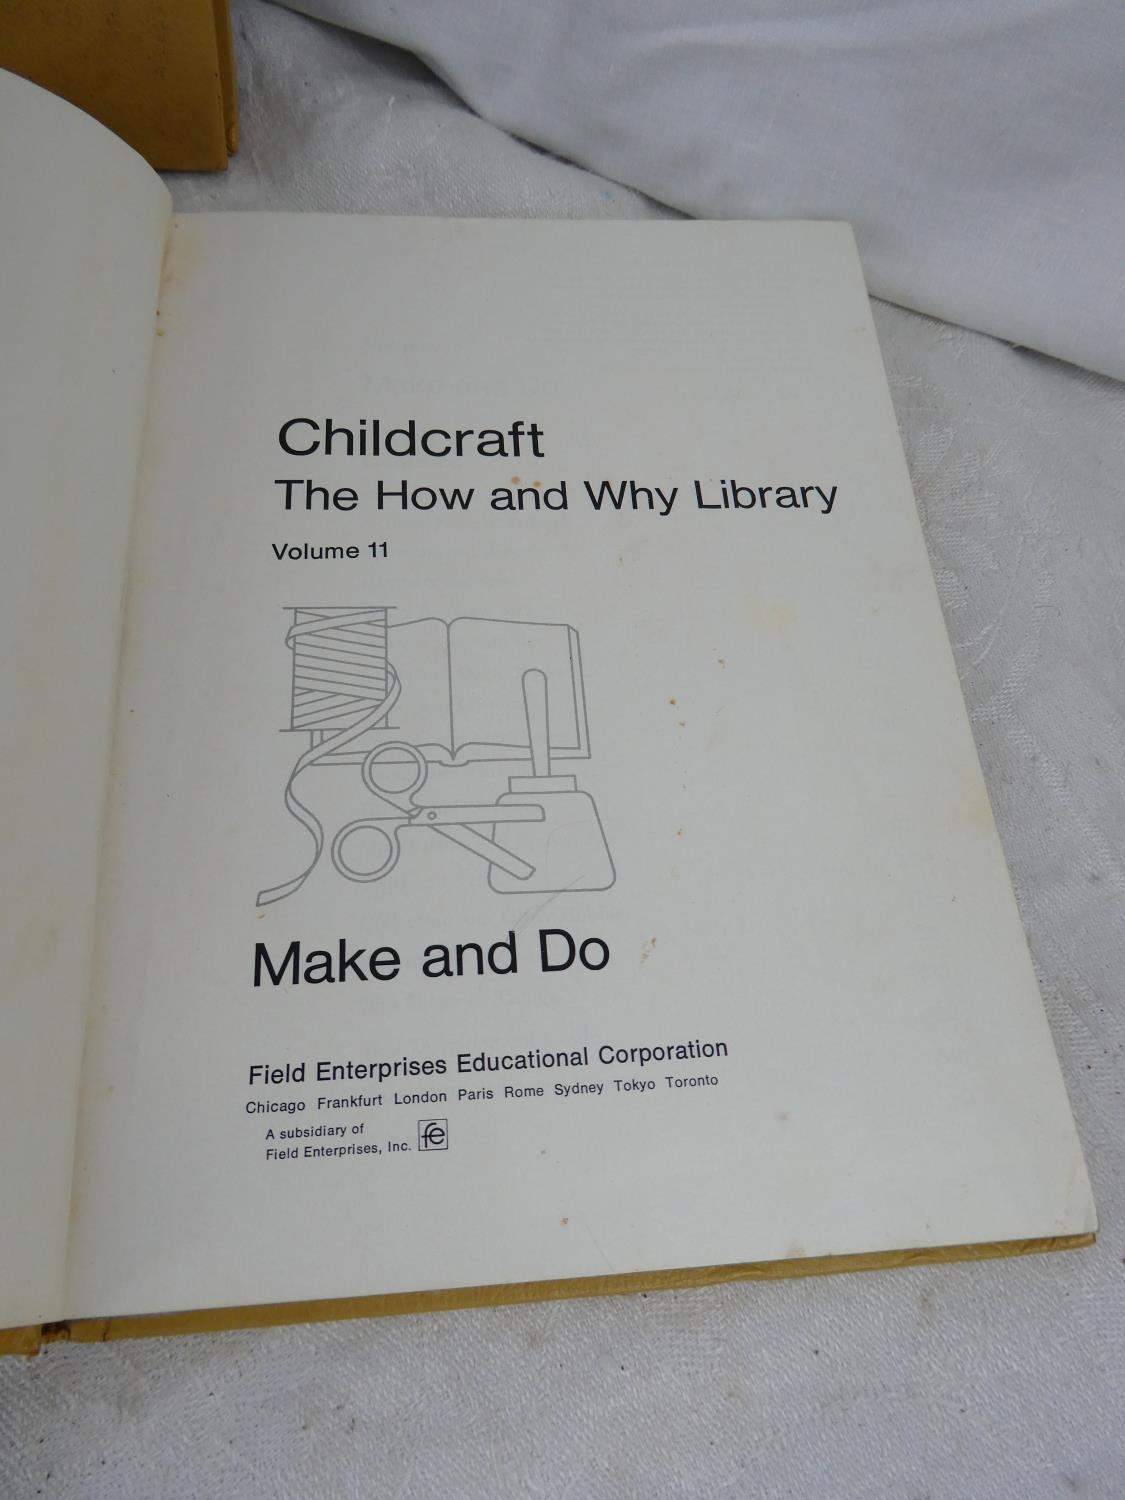 Childcraft
The How and Why Library
Volume 11
Make and Do
Field Enterprises Educational Corporation
Chicago Frankfurt London Paris Rome Sydney Tokyo Toronto
A subsidiary of
Field Enterprises, Inc. fe